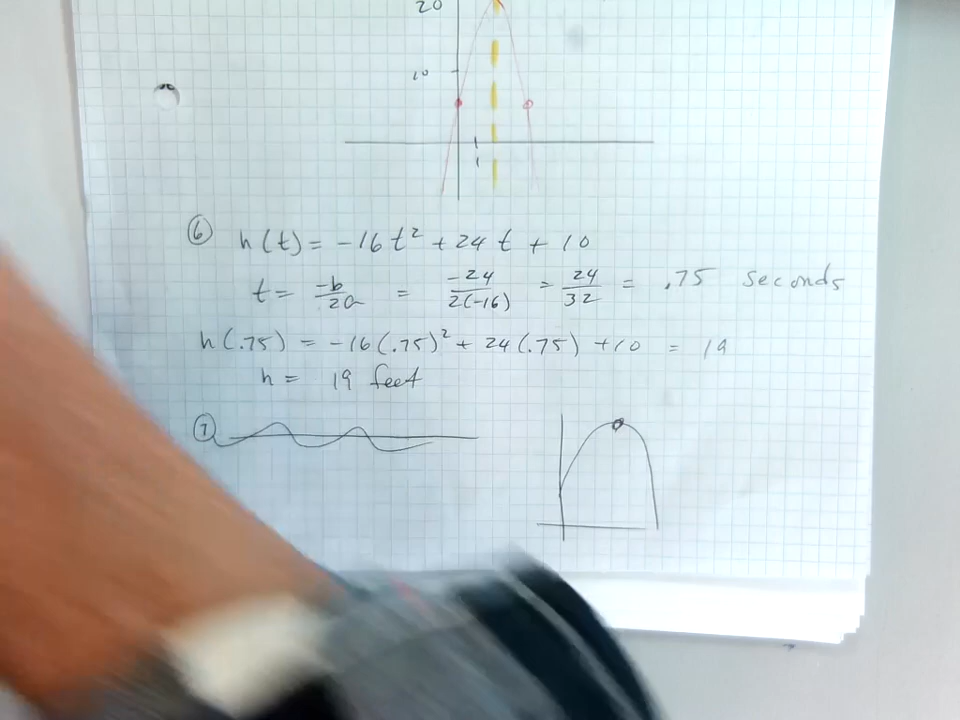 20
10
1
⑥ h(t) = -16t² + 24t + 10
t = -b/2a = -24/2(-16) = 24/32 = .75 seconds
h(.75) = -16(.75)² + 24(.75) + 10 = 19
h = 19 feet
⑦